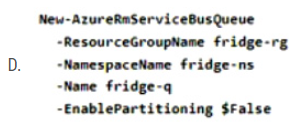 New-AzureRmServiceBusQueue
-ResourceGroupName fridge-rg
D. -NamespaceName fridge-ns
-Name fridge-q
-EnablePartitioning $False